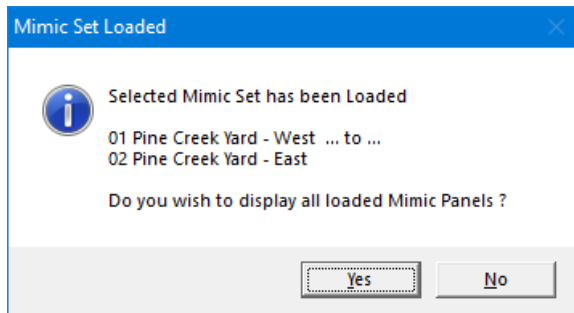 Mimic Set Loaded
Selected Mimic Set has been Loaded
01 Pine Creek Yard - West ... to ...
02 Pine Creek Yard - East
Do you wish to display all loaded Mimic Panels ?
Yes
No